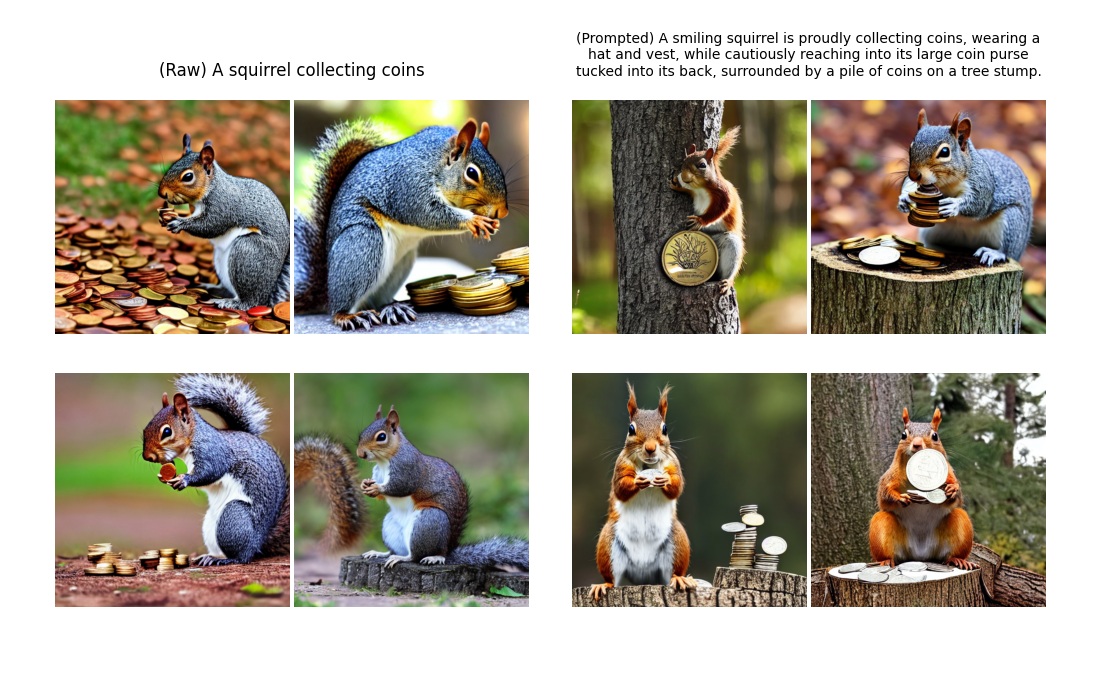 (Raw) A squirrel collecting coins
(Prompted) A smiling squirrel is proudly collecting coins, wearing a
hat and vest, while cautiously reaching into its large coin purse
tucked into its back, surrounded by a pile of coins on a tree stump.